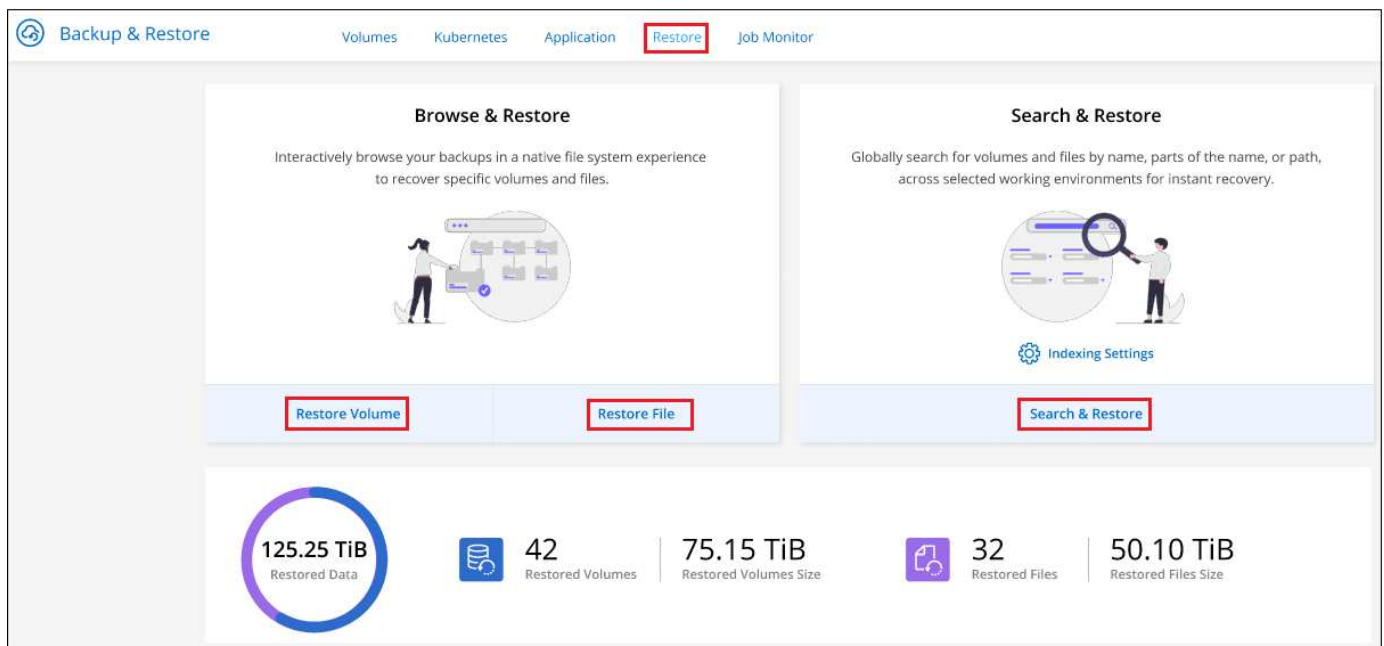 Backup & Restore Volumes Kubernetes Application Restore Job Monitor
Browse & Restore
Interactively browse your backups in a native file system experience
to recover specific volumes and files.
Restore Volume Restore File
Search & Restore
Globally search for volumes and files by name, parts of the name, or path,
across selected working environments for instant recovery.
Indexing Settings
Search & Restore
125.25 TiB
Restored Data
42
Restored Volumes
75.15 TiB
Restored Volumes Size
32
Restored Files
50.10 TiB
Restored Files Size